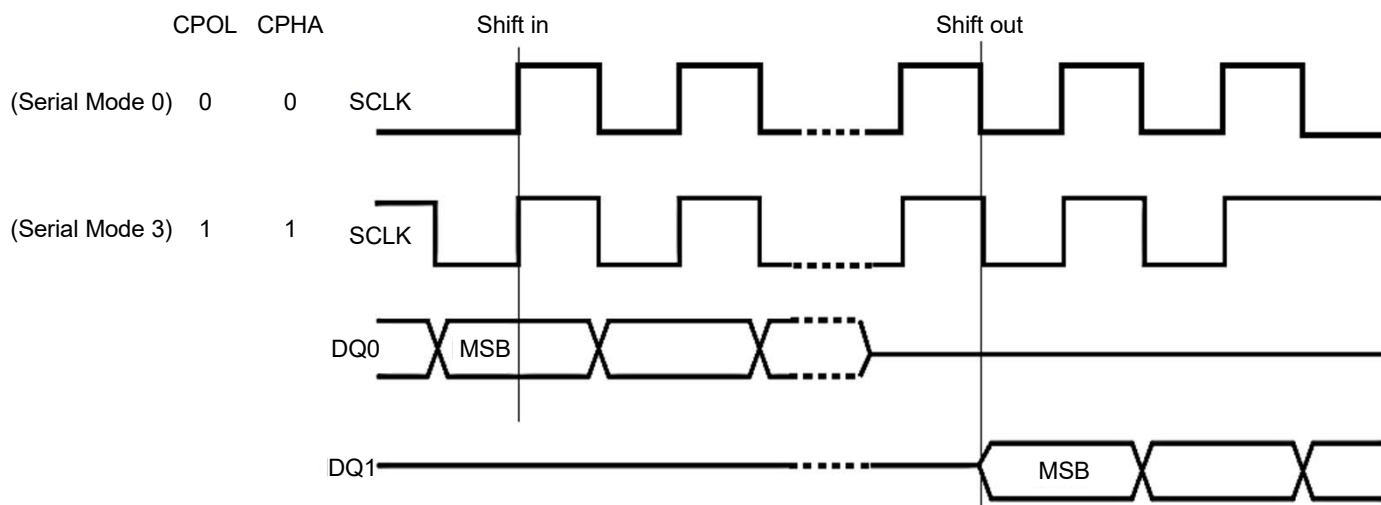 CPOL CPHA Shift in Shift out
(Serial Mode 0) 0 0 SCLK
(Serial Mode 3) 1 1 SCLK
DQ0 MSB
DQ1 MSB